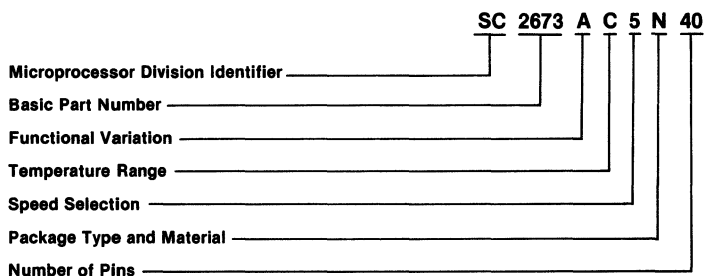 SC 2673 A C 5 N 40
Microprocessor Division Identifier
Basic Part Number
Functional Variation
Temperature Range
Speed Selection
Package Type and Material
Number of Pins